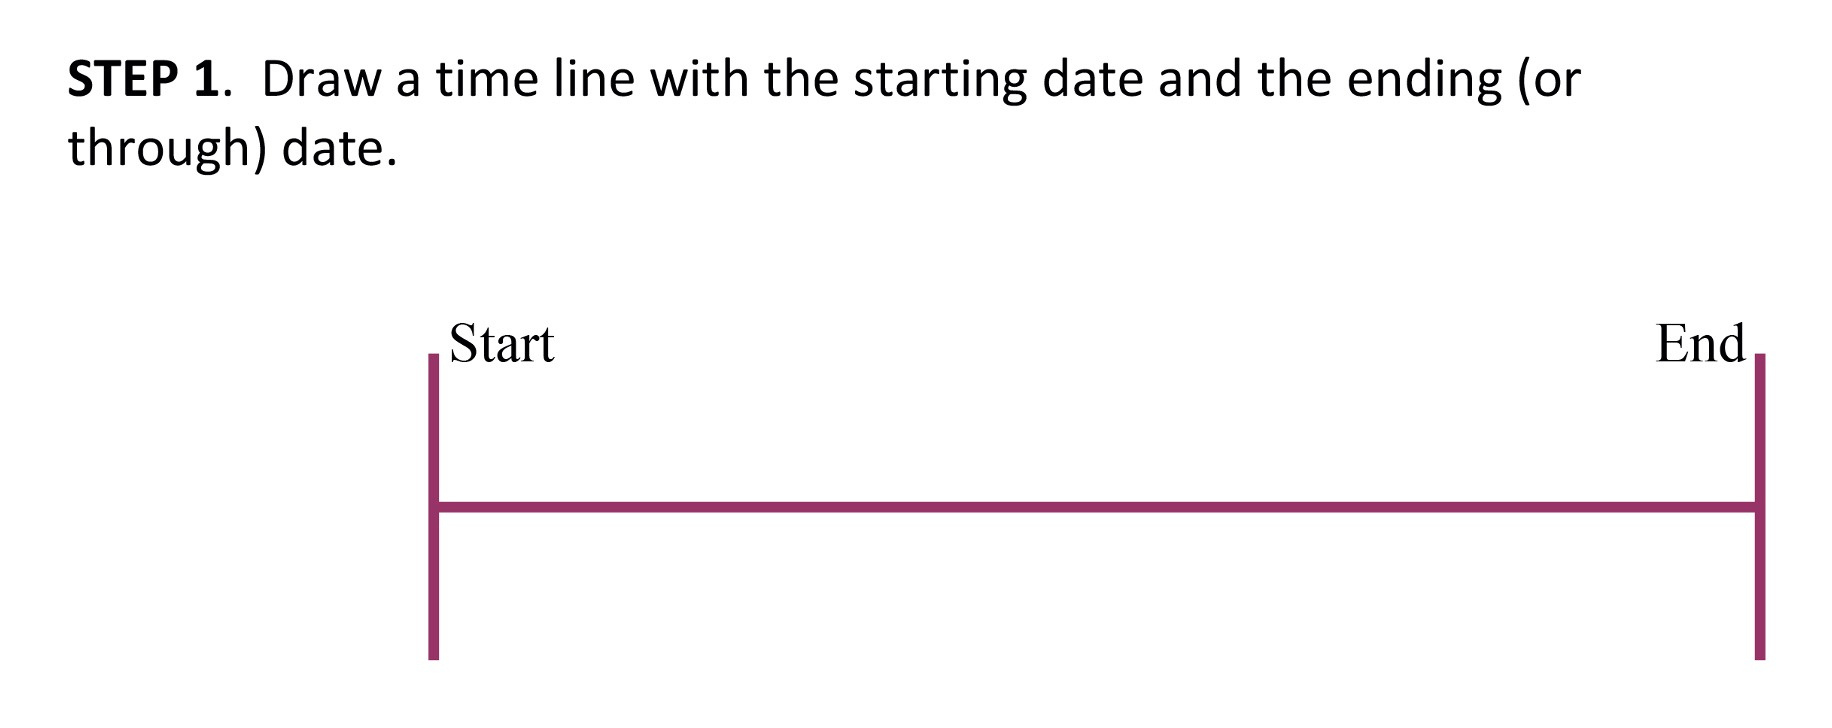 STEP 1.  Draw a time line with the starting date and the ending (or
through) date.
Start
End